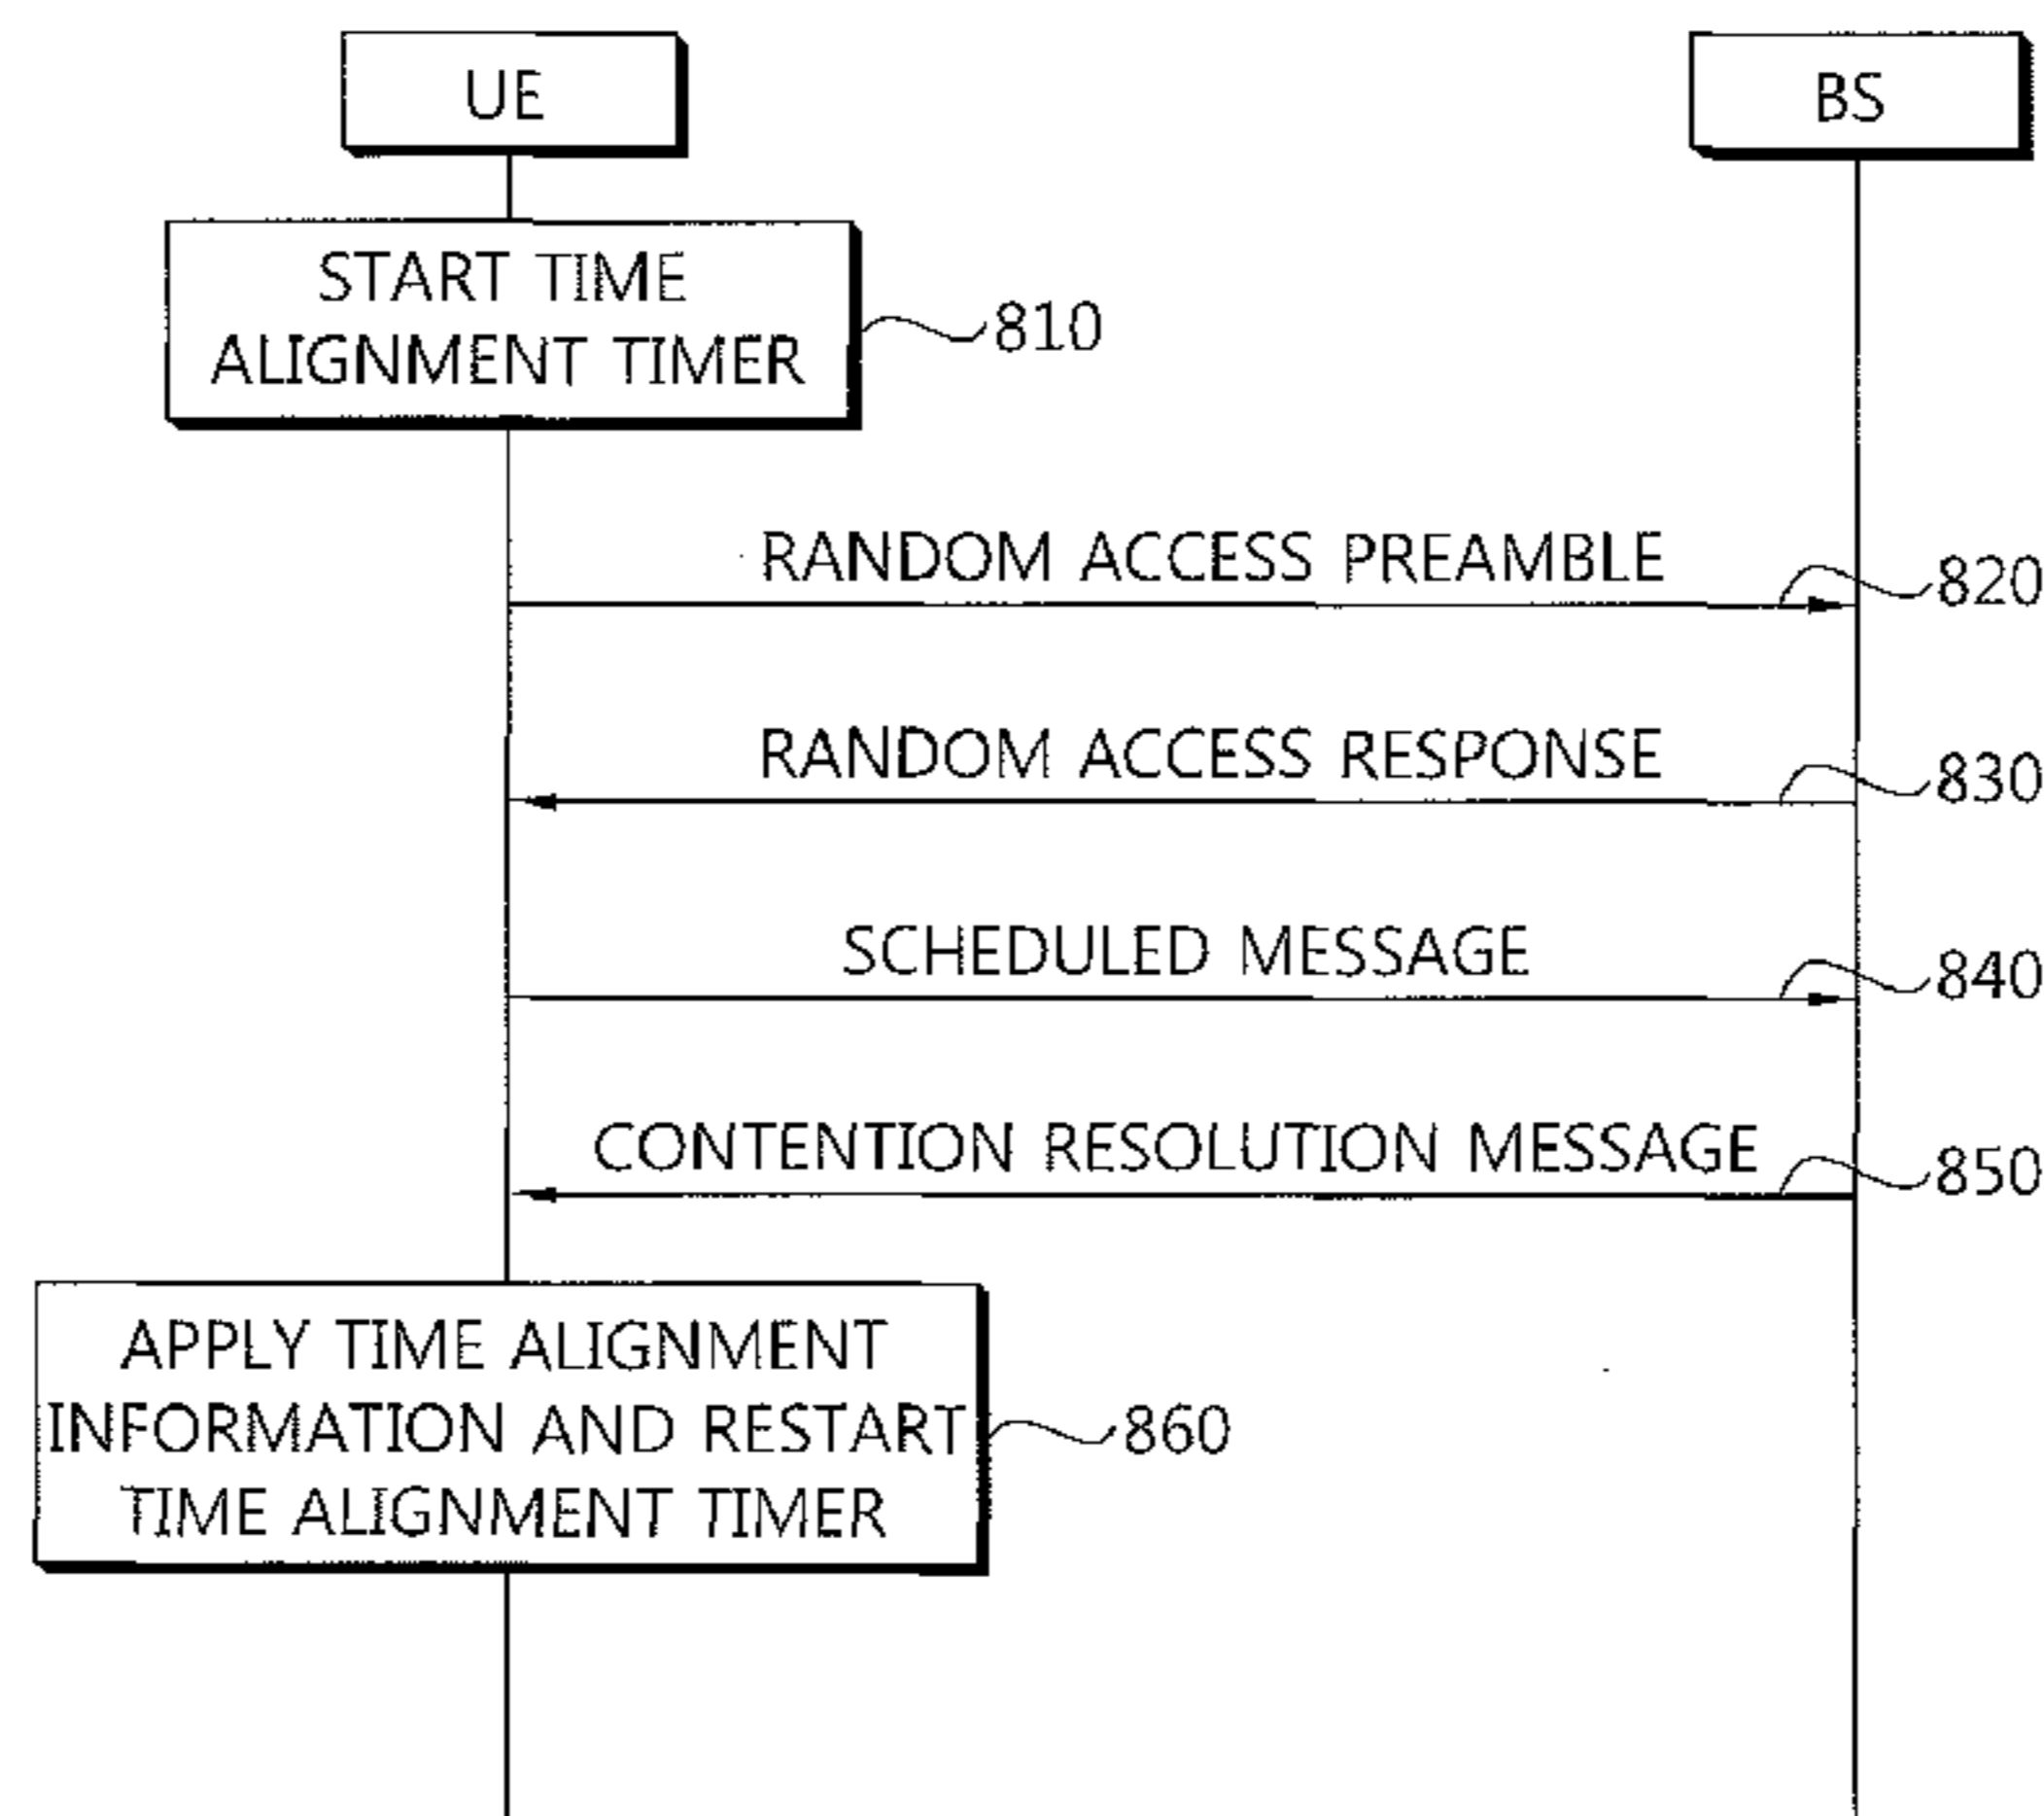 UE
BS
START TIME
ALIGNMENT TIMER
810
RANDOM ACCESS PREAMBLE
820
RANDOM ACCESS RESPONSE
830
SCHEDULED MESSAGE
840
CONTENTION RESOLUTION MESSAGE
850
APPLY TIME ALIGNMENT
INFORMATION AND RESTART
TIME ALIGNMENT TIMER
860